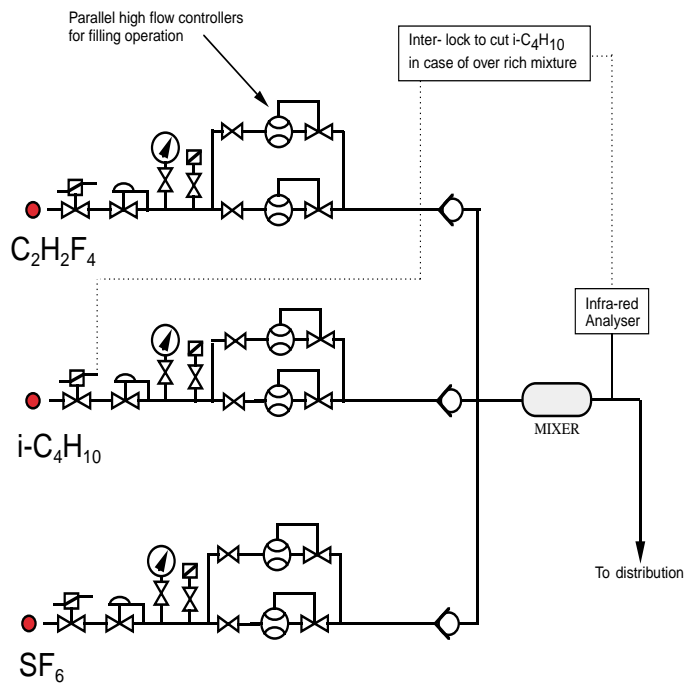 Parallel high flow controllers
for filling operation
Inter- lock to cut i-C₄H₁₀
in case of over rich mixture
C₂H₂F₄
Infra-red
Analyser
i-C₄H₁₀
MIXER
To distribution
SF₆